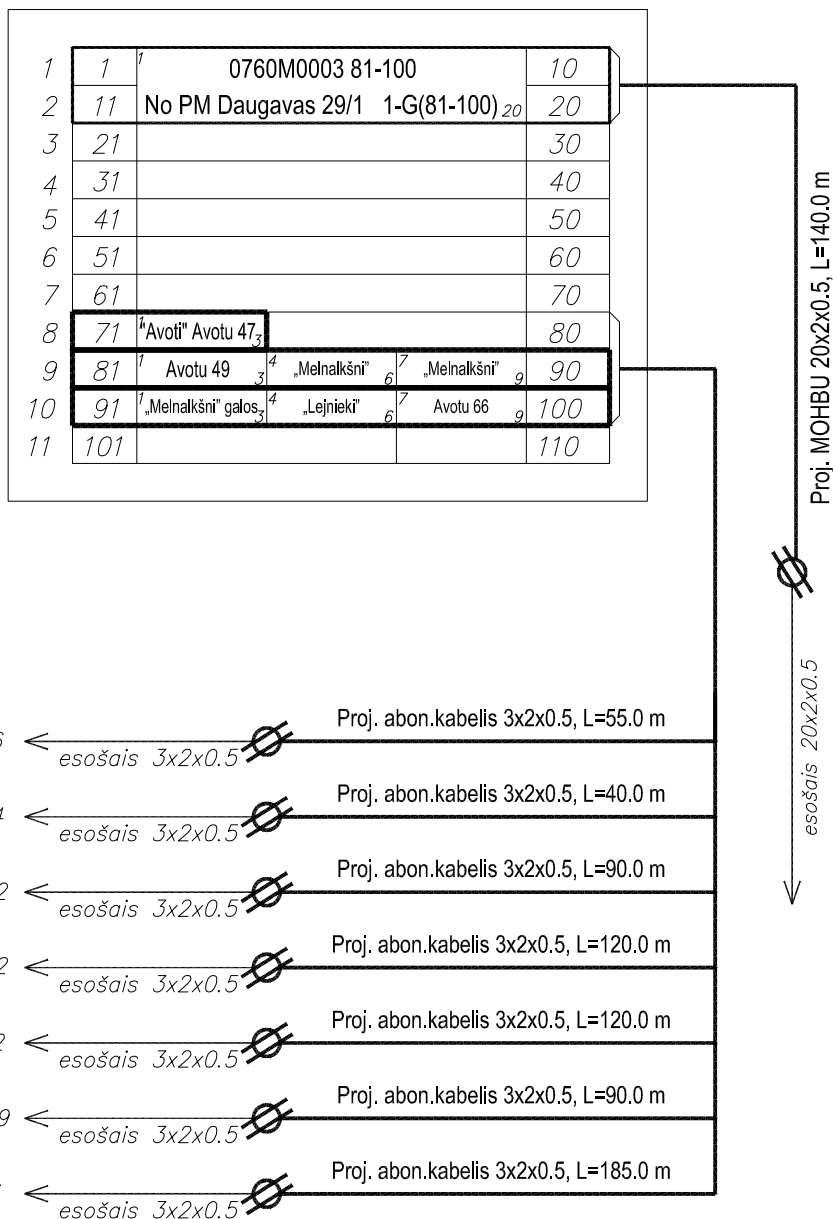 1 1 1 0760M0003 81-100 10
2 11 No PM Daugavas 29/1 1-G(81-100) 20 20
3 21 30
4 31 40
5 41 50
6 51 60
7 61 70
8 71 1 "Avoti" Avotu 47 3 80
9 81 1 Avotu 49 3 4 „Melnalkšni" 6 7 „Melnalkšni" 9 90
10 91 1 „Melnalkšni" galos 3 4 „Lejnieki" 6 7 Avotu 66 9 100
11 101 110
Proj. MOHBU 20x2x0.5, L=140.0 m
esošais 20x2x0.5
Proj. abon.kabelis 3x2x0.5, L=55.0 m
esošais 3x2x0.5
Proj. abon.kabelis 3x2x0.5, L=40.0 m
esošais 3x2x0.5
Proj. abon.kabelis 3x2x0.5, L=90.0 m
2
esošais 3x2x0.5
Proj. abon.kabelis 3x2x0.5, L=120.0 m
2
esošais 3x2x0.5
Proj. abon.kabelis 3x2x0.5, L=120.0 m
2
esošais 3x2x0.5
Proj. abon.kabelis 3x2x0.5, L=90.0 m
9
esošais 3x2x0.5
Proj. abon.kabelis 3x2x0.5, L=185.0 m
esošais 3x2x0.5